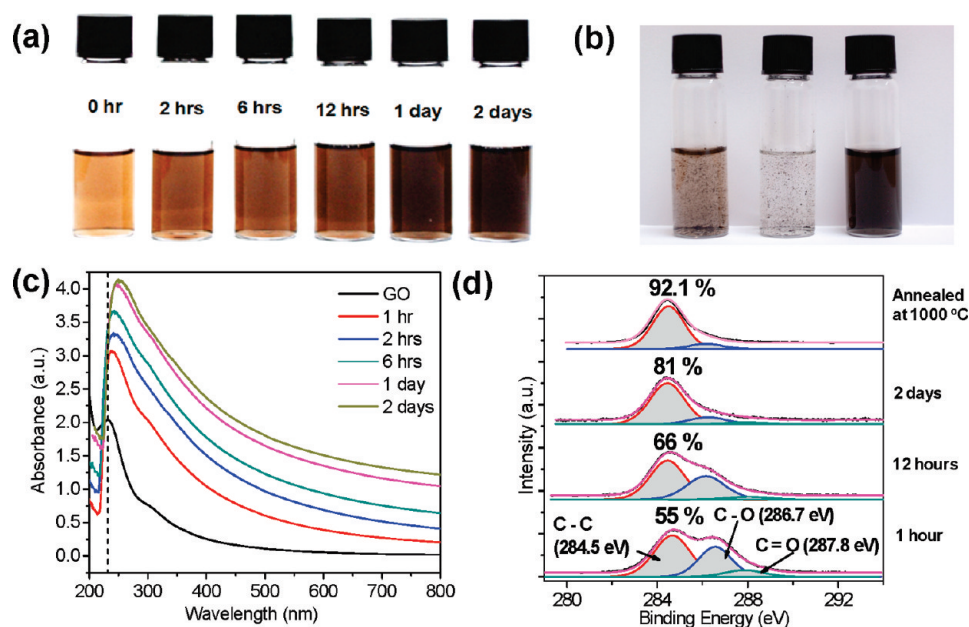 (a)
0 hr 2 hrs 6 hrs 12 hrs 1 day 2 days
(b)
(c)
4.0
3.5
3.0
2.5
2.0
1.5
1.0
0.5
0.0
Absorbance (a.u.)
GO
1 hr
2 hrs
6 hrs
1 day
2 days
200 300 400 500 600 700 800
Wavelength (nm)
(d)
Intensity (a.u.)
92.1 %
Annealed
at 1000 °C
81 %
2 days
66 %
12 hours
55 %
1 hour
C - C
(284.5 eV)
C - O (286.7 eV)
C = O (287.8 eV)
280 284 288 292
Binding Energy (eV)